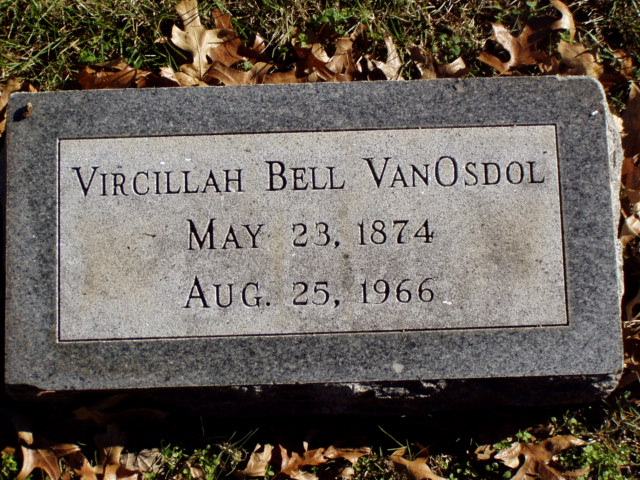 VIRCILLAH BELL VANOSDOL
MAY 23, 1874
AUG. 25, 1966